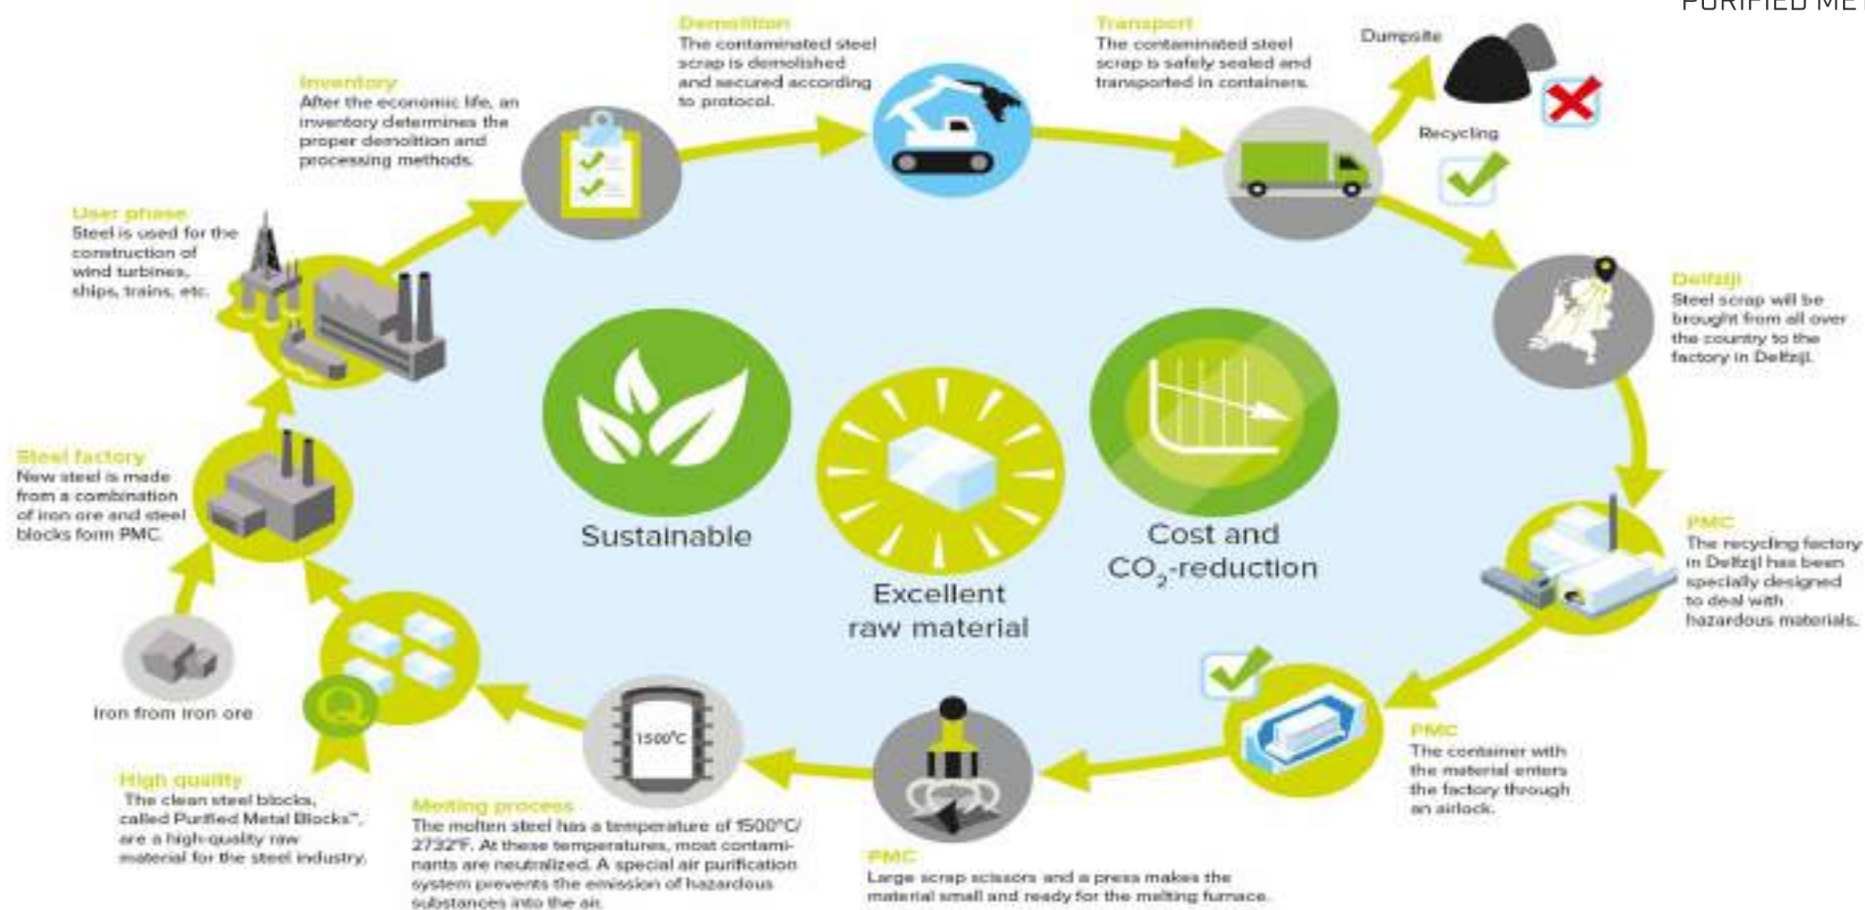 PURIFIED MET
Demolition
The contaminated steel
scrap is demolished
and secured according
to protocol.
Transport
The contaminated steel
scrap is safely sealed and
transported in containers.
Dumpsite
Recycling
Inventory
After the economic life, an
inventory determines the
proper demolition and
processing methods.
User phase
Steel is used for the
construction of
wind turbines,
ships, trains, etc.
Delfzijl
Steel scrap will be
brought from all over
the country to the
factory in Delfzijl.
Steel factory
New steel is made
from a combination
of iron ore and steel
blocks form PMC.
Sustainable
Excellent
raw material
Cost and
CO₂-reduction
PMC
The recycling factory
in Delfzijl has been
specially designed
to deal with
hazardous materials.
Iron from iron ore
Q
1500°C
PMC
The container with
the material enters
the factory through
an airlock.
High quality
The clean steel blocks,
called Purified Metal Blocks™,
are a high-quality raw
material for the steel industry.
Melting process
The molten steel has a temperature of 1500°C/
2732°F. At these temperatures, most contami-
nants are neutralized. A special air purification
system prevents the emission of hazardous
substances into the air.
PMC
Large scrap scissors and a press makes the
material small and ready for the melting furnace.